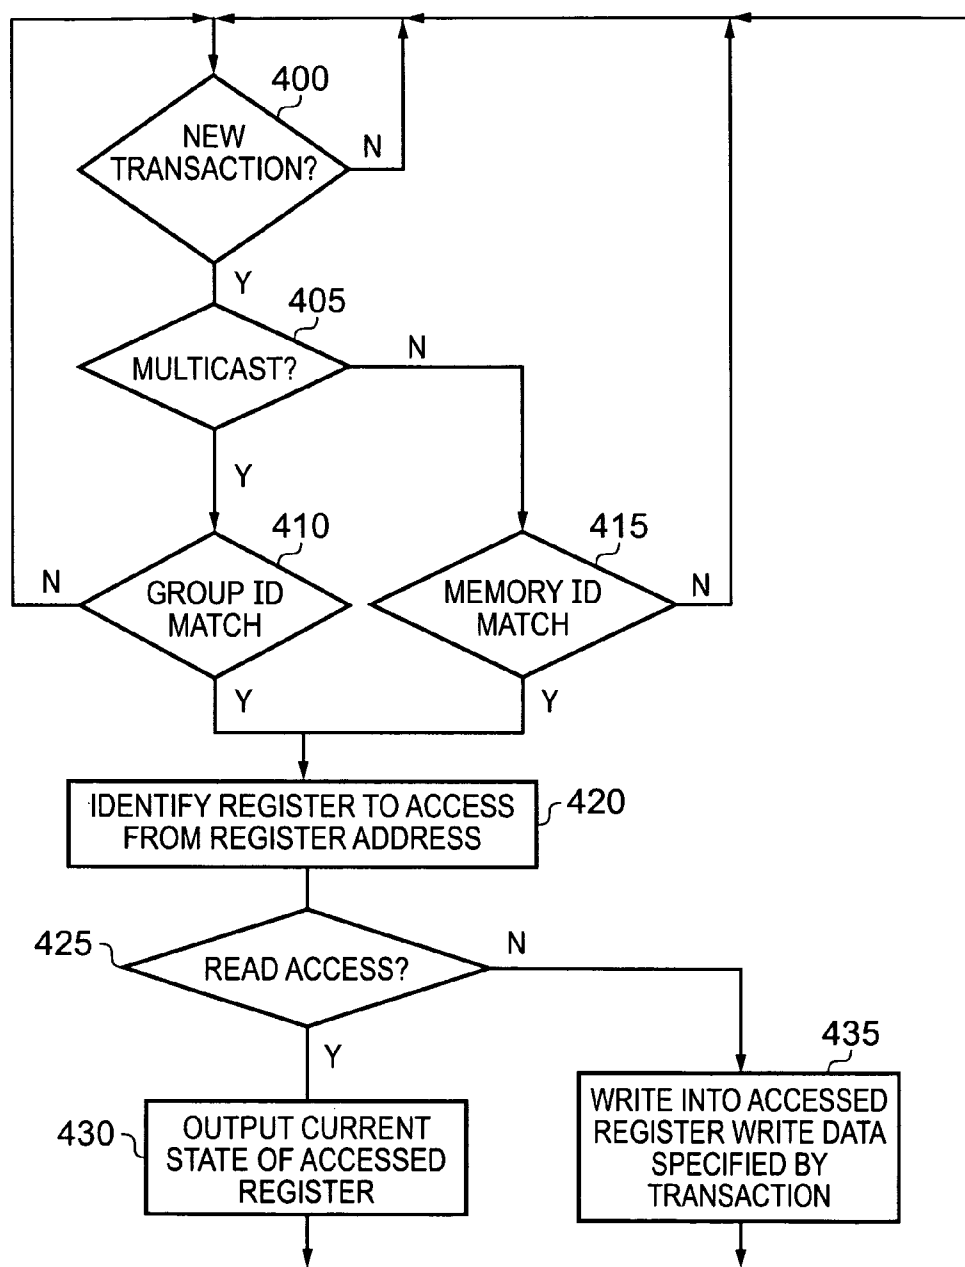 400
NEW
TRANSACTION?
N
Y
405
MULTICAST?
N
Y
410
GROUP ID
MATCH
N
Y
415
MEMORY ID
MATCH
N
Y
IDENTIFY REGISTER TO ACCESS
FROM REGISTER ADDRESS
420
425
READ ACCESS?
N
Y
430
OUTPUT CURRENT
STATE OF ACCESSED
REGISTER
435
WRITE INTO ACCESSED
REGISTER WRITE DATA
SPECIFIED BY
TRANSACTION